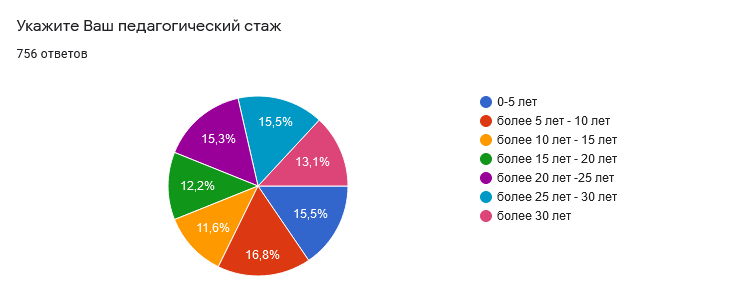 Укажите Ваш педагогический стаж
756 ответов
15,5%
16,8%
11,6%
12,2%
15,3%
15,5%
13,1%
0-5 лет
более 5 лет - 10 лет
более 10 лет - 15 лет
более 15 лет - 20 лет
более 20 лет -25 лет
более 25 лет - 30 лет
более 30 лет